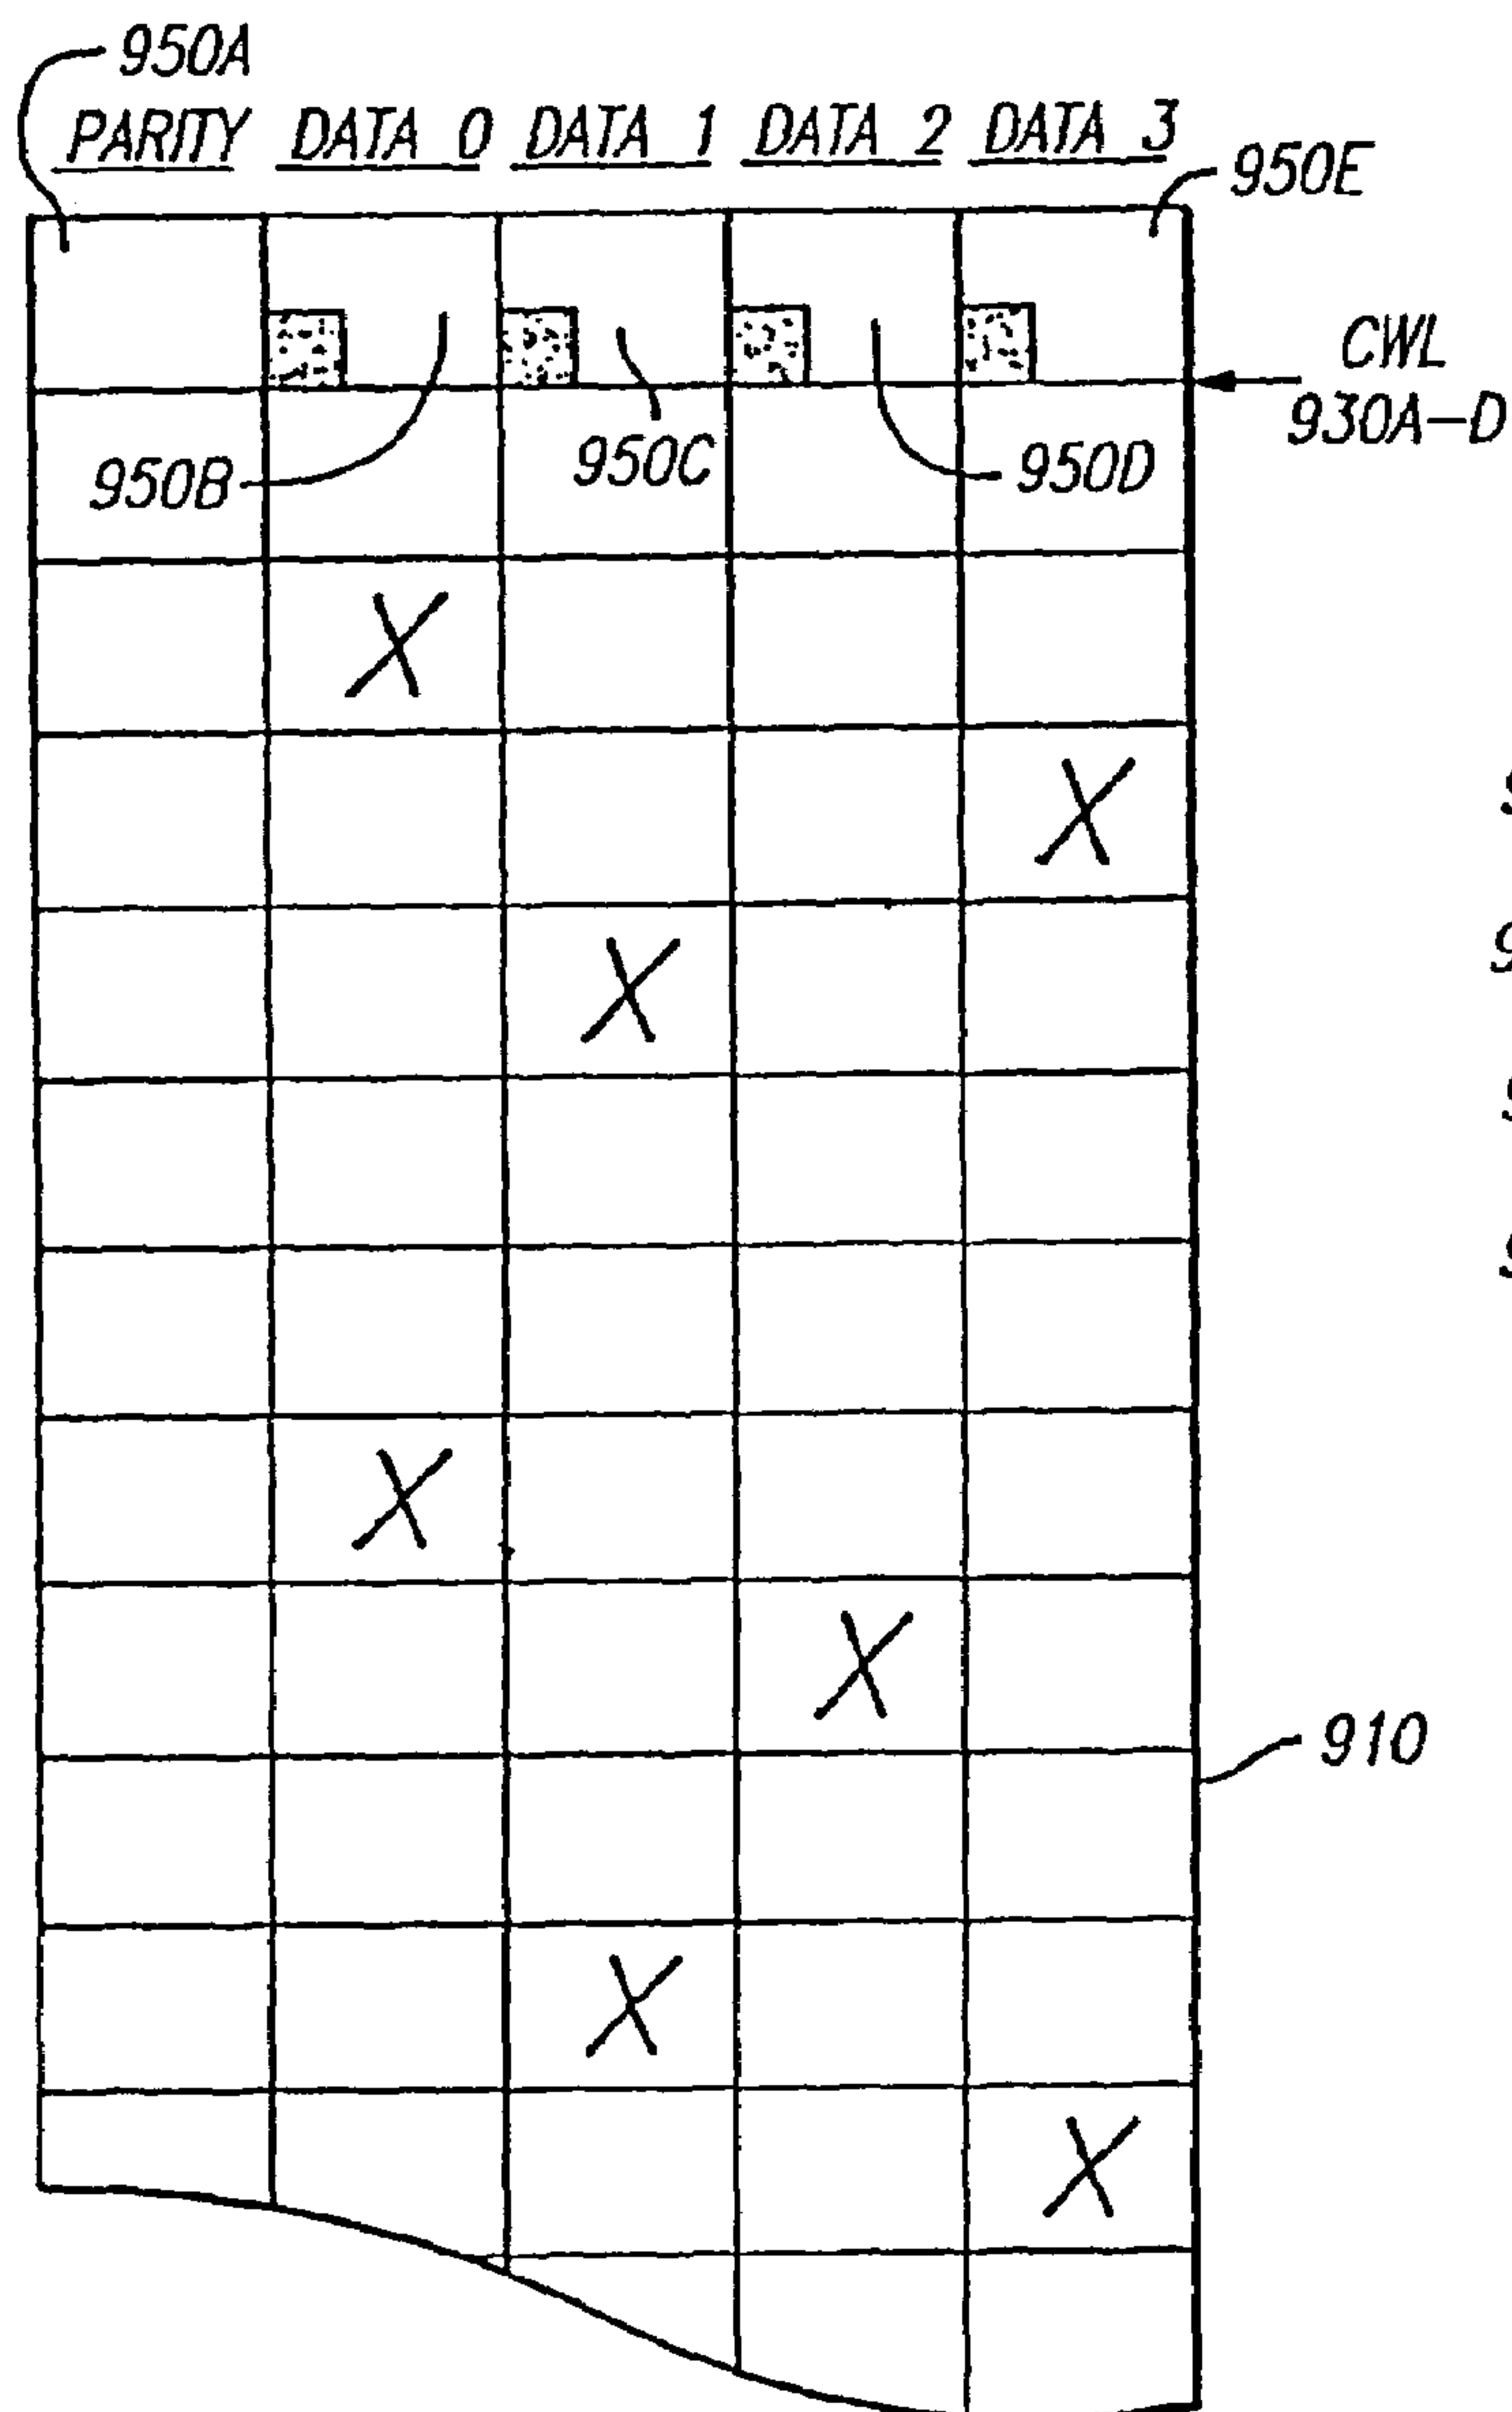 950A
PARITY DATA 0 DATA 1 DATA 2 DATA 3
950E
CWL
930A-D
950B 950C 950D
X
X
X
X
X
X
X
910